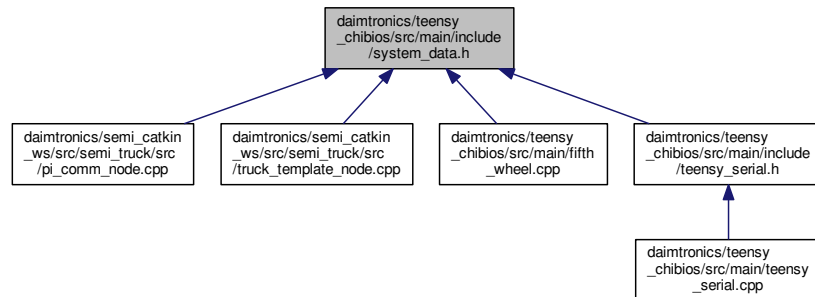 daimtronics/teensy
_chibios/src/main/include
/system_data.h
daimtronics/semi_catkin
_ws/src/semi_truck/src
/pi_comm_node.cpp
daimtronics/semi_catkin
_ws/src/semi_truck/src
/truck_template_node.cpp
daimtronics/teensy
_chibios/src/main/fifth
_wheel.cpp
daimtronics/teensy
_chibios/src/main/include
/teensy_serial.h
daimtronics/teensy
_chibios/src/main/teensy
_serial.cpp